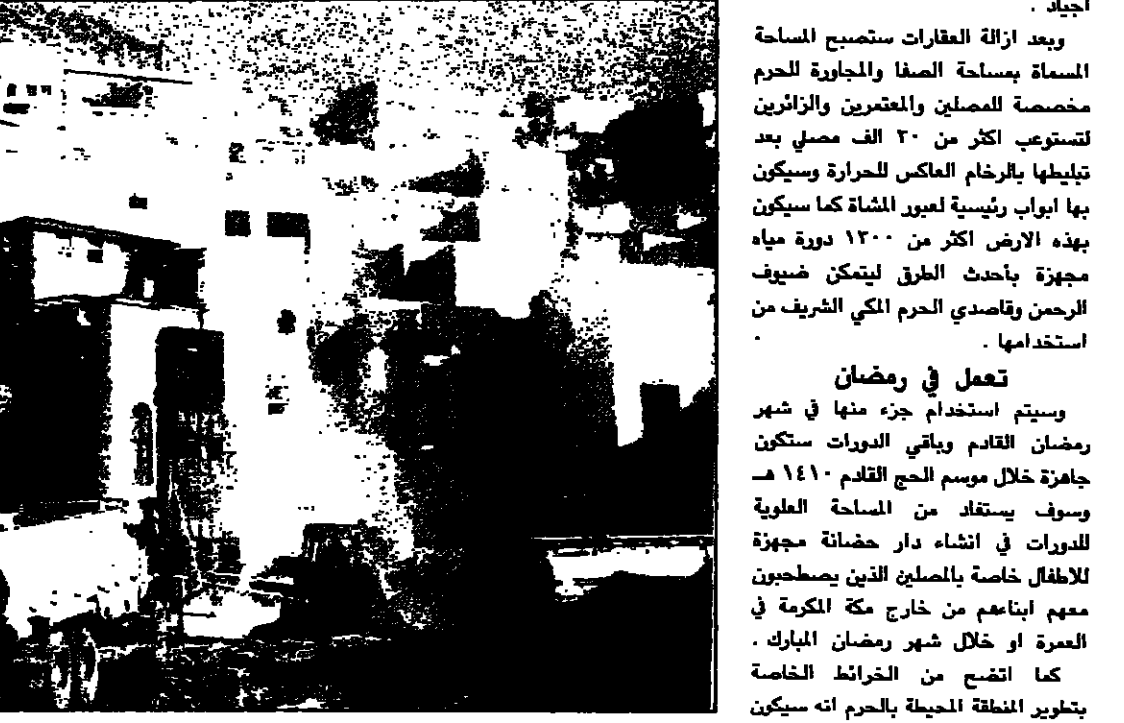 اجياد .
وبعد ازالة العقارات ستصبح المساحة
المسماة بمساحة الصفا والمجاورة للحرم
مخصصة للمصلين والمعتمرين والزائرين
لتستوعب اكثر من ٣٠ الف مصلي بعد
تبليطها بالرخام العاكس للحرارة وسيكون
بها ابواب رئيسية لعبور المشاة كما سيكون
بهذه الارض اكثر من ١٣٠٠ دورة مياه
مجهزة بأحدث الطرق ليتمكن ضيوف
الرحمن وقاصدي الحرم المكي الشريف من
استخدامها .
تعمل في رمضان
وسيتم استخدام جزء منها في شهر
رمضان القادم وباقي الدورات ستكون
جاهزة خلال موسم الحج القادم ١٤١٠ هـ
وسوف يستفاد من المساحة العلوية
للدورات في انشاء دار حضانة مجهزة
للاطفال خاصة بالمصلين الذين يصطحبون
معهم ابناءهم من خارج مكة المكرمة في
العمرة او خلال شهر رمضان المبارك .
كما اتضح من الخرائط الخاصة
بتطوير المنطقة المحيطة بالحرم انه سيكون